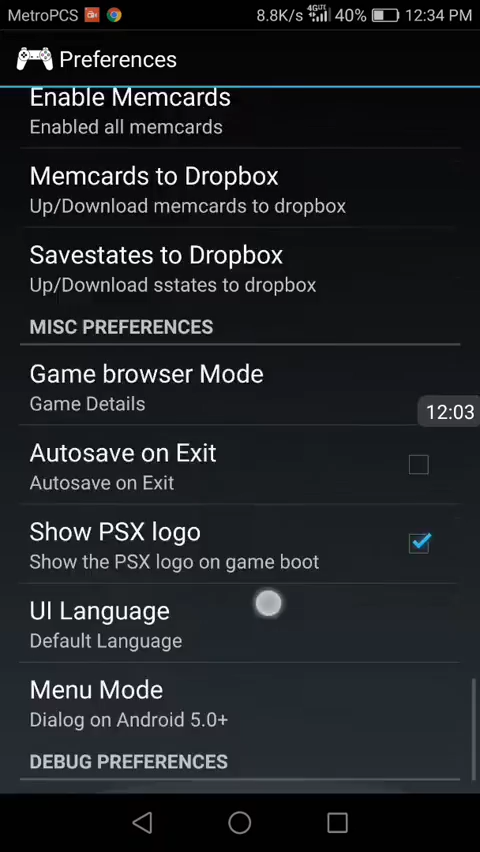 MetroPCS 8.8K/s 4G LTE 40% 12:34 PM
Preferences
Enable Memcards
Enabled all memcards
Memcards to Dropbox
Up/Download memcards to dropbox
Savestates to Dropbox
Up/Download sstates to dropbox
MISC PREFERENCES
Game browser Mode
Game Details
12:03
Autosave on Exit
Autosave on Exit
Show PSX logo
Show the PSX logo on game boot
UI Language
Default Language
Menu Mode
Dialog on Android 5.0+
DEBUG PREFERENCES